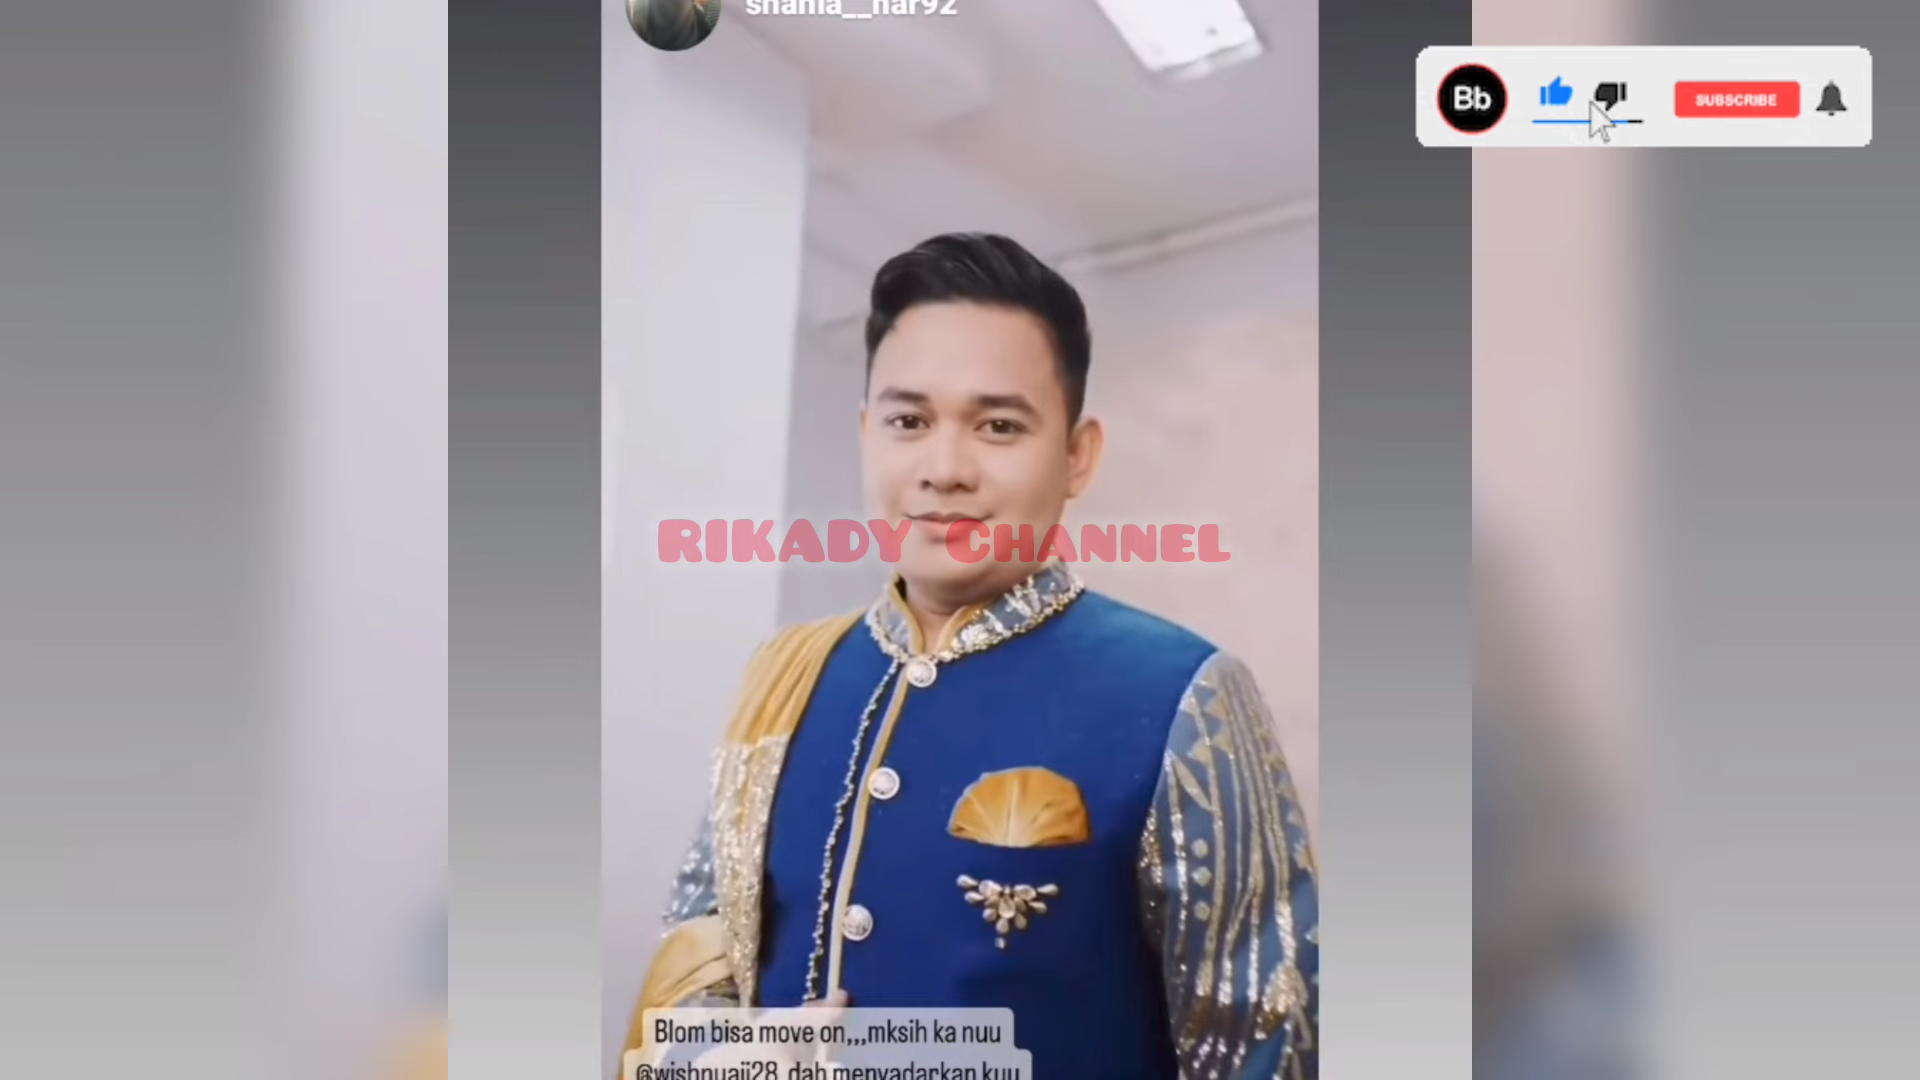 Bb
SUBSCRIBE
RIKADY CHANNEL
Blom bisa move on,,,mksih ka nuu
@wishnuaji28 dah menyadarkan kuu